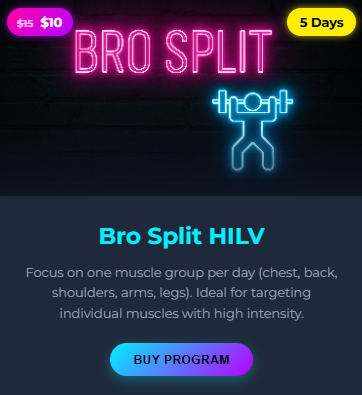 $15 $10
5 Days
BRO SPLIT
Bro Split HILV
Focus on one muscle group per day (chest, back,
shoulders, arms, legs). Ideal for targeting
individual muscles with high intensity.
BUY PROGRAM